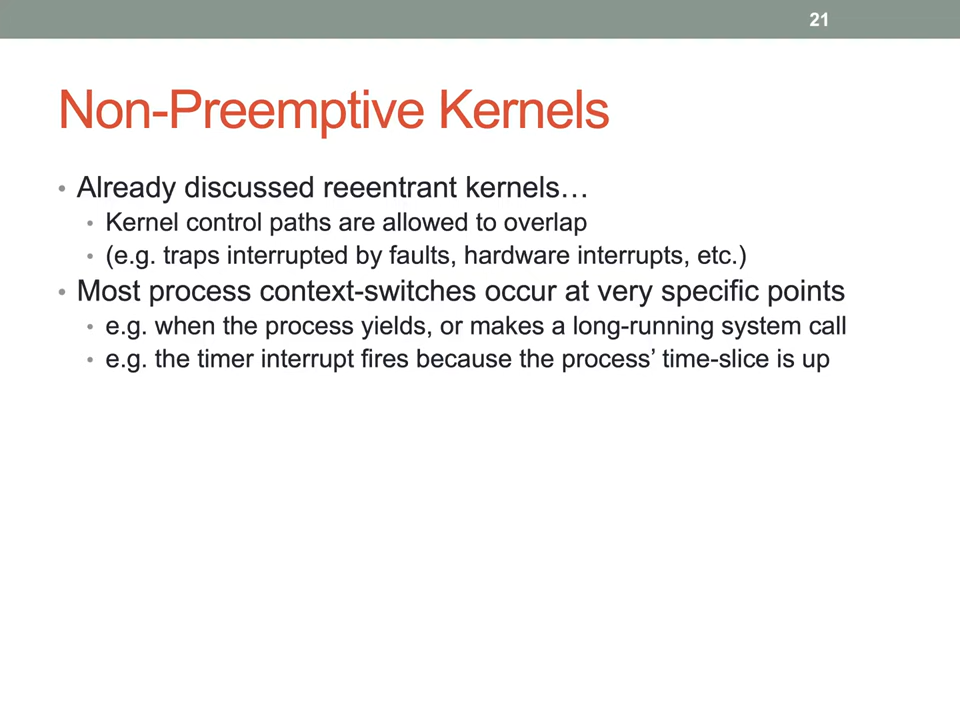 21
Non-Preemptive Kernels
• Already discussed reeentrant kernels…
• Kernel control paths are allowed to overlap
• (e.g. traps interrupted by faults, hardware interrupts, etc.)
• Most process context-switches occur at very specific points
• e.g. when the process yields, or makes a long-running system call
• e.g. the timer interrupt fires because the process’ time-slice is up